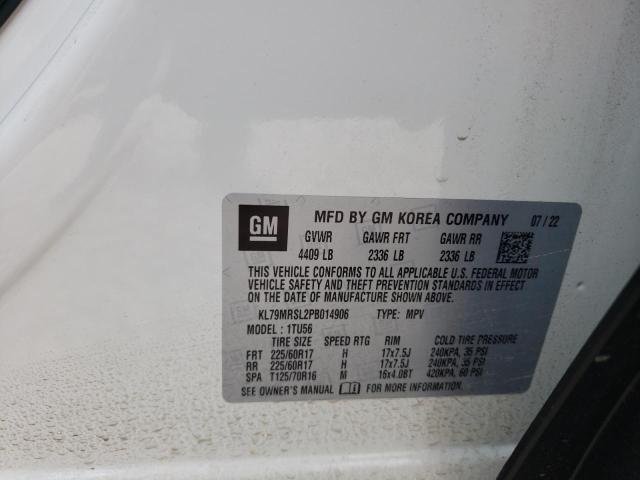 GM MFD BY GM KOREA COMPANY 07/22
GVWR GAWR FRT GAWR RR
4409 LB 2336 LB 2336 LB
THIS VEHICLE CONFORMS TO ALL APPLICABLE U.S. FEDERAL MOTOR
VEHICLE SAFETY AND THEFT PREVENTION STANDARDS IN EFFECT
ON THE DATE OF MANUFACTURE SHOWN ABOVE.
KL79MRSL2PB014906 TYPE: MPV
MODEL: 1TU56
TIRE SIZE SPEED RTG RIM COLD TIRE PRESSURE
FRT 225/60R17 H 17x7.5J 240KPA, 35 PSI
RR 225/60R17 H 17x7.5J 240KPA, 35 PSI
SPA T125/70R16 M 16x4.0BT 420KPA, 60 PSI
SEE OWNER'S MANUAL FOR MORE INFORMATION.